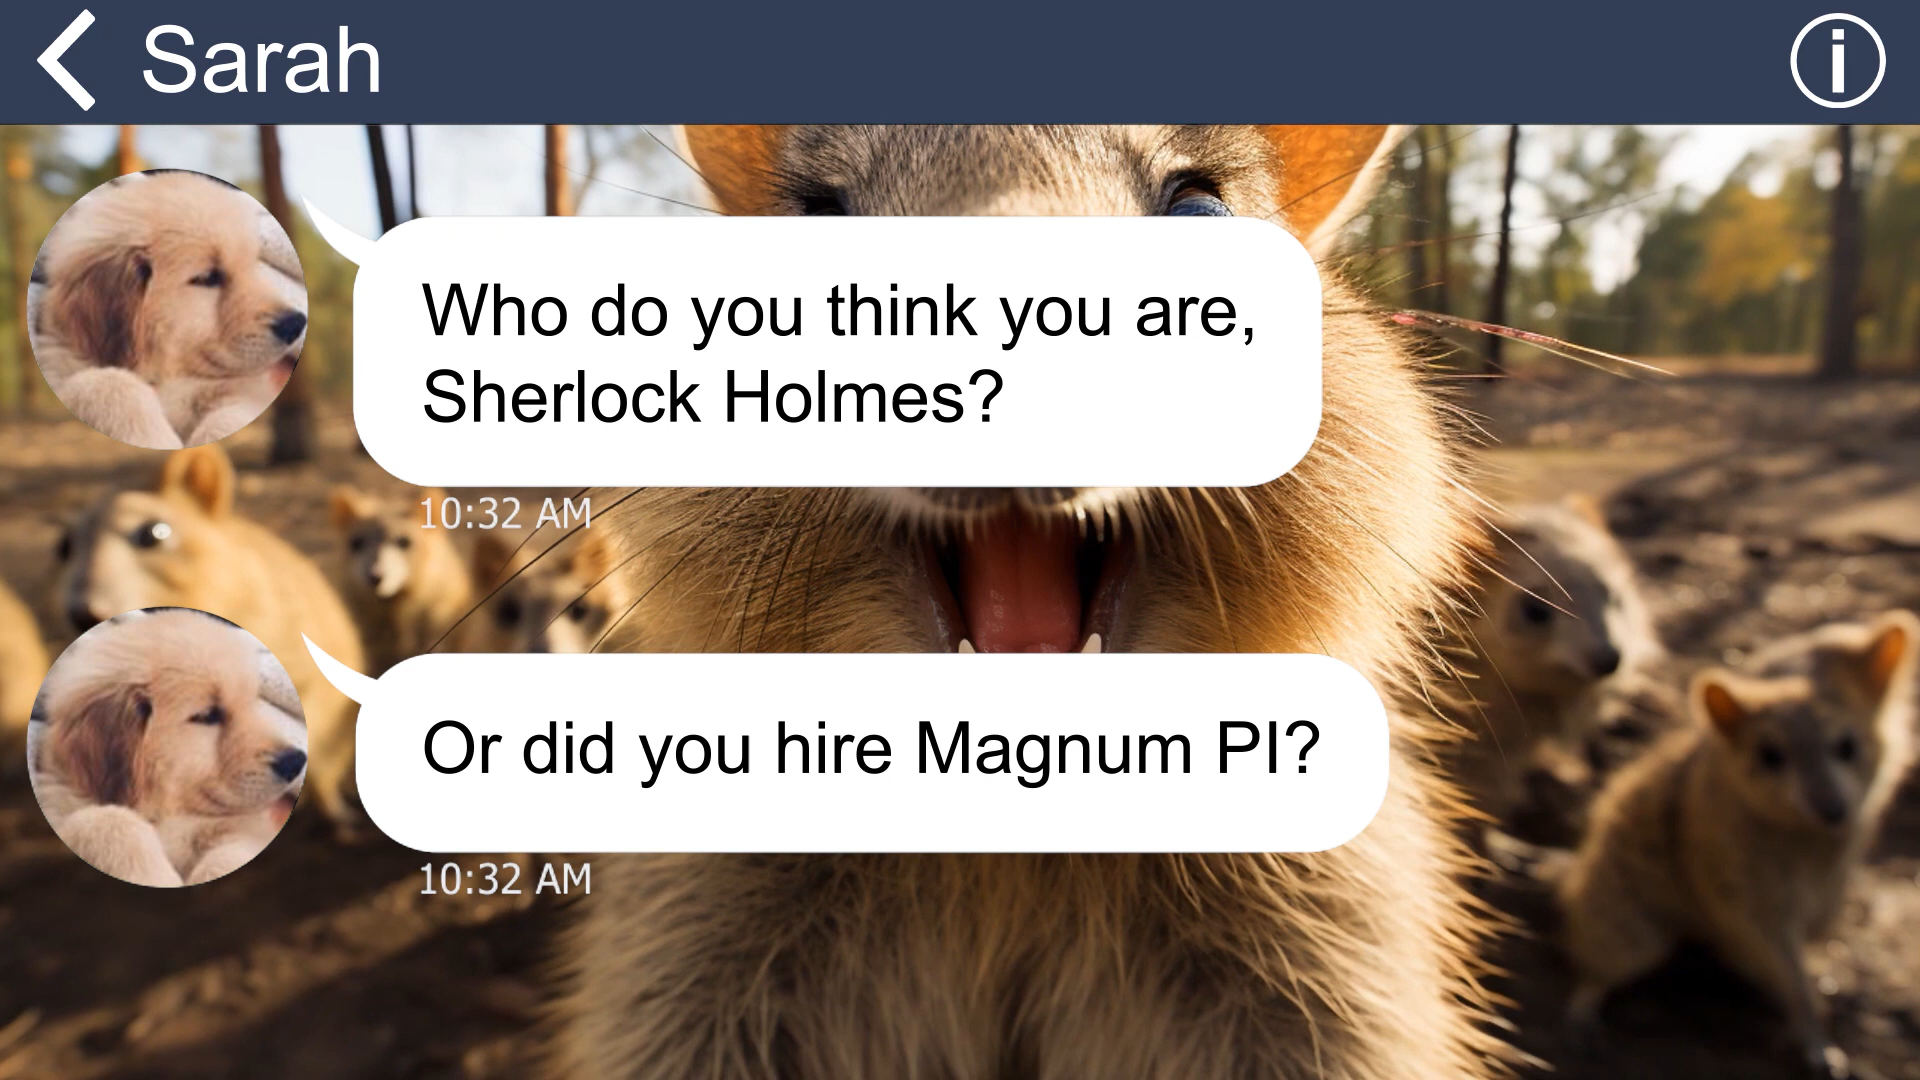 Sarah
Who do you think you are,
Sherlock Holmes?
10:32 AM
Or did you hire Magnum PI?
10:32 AM